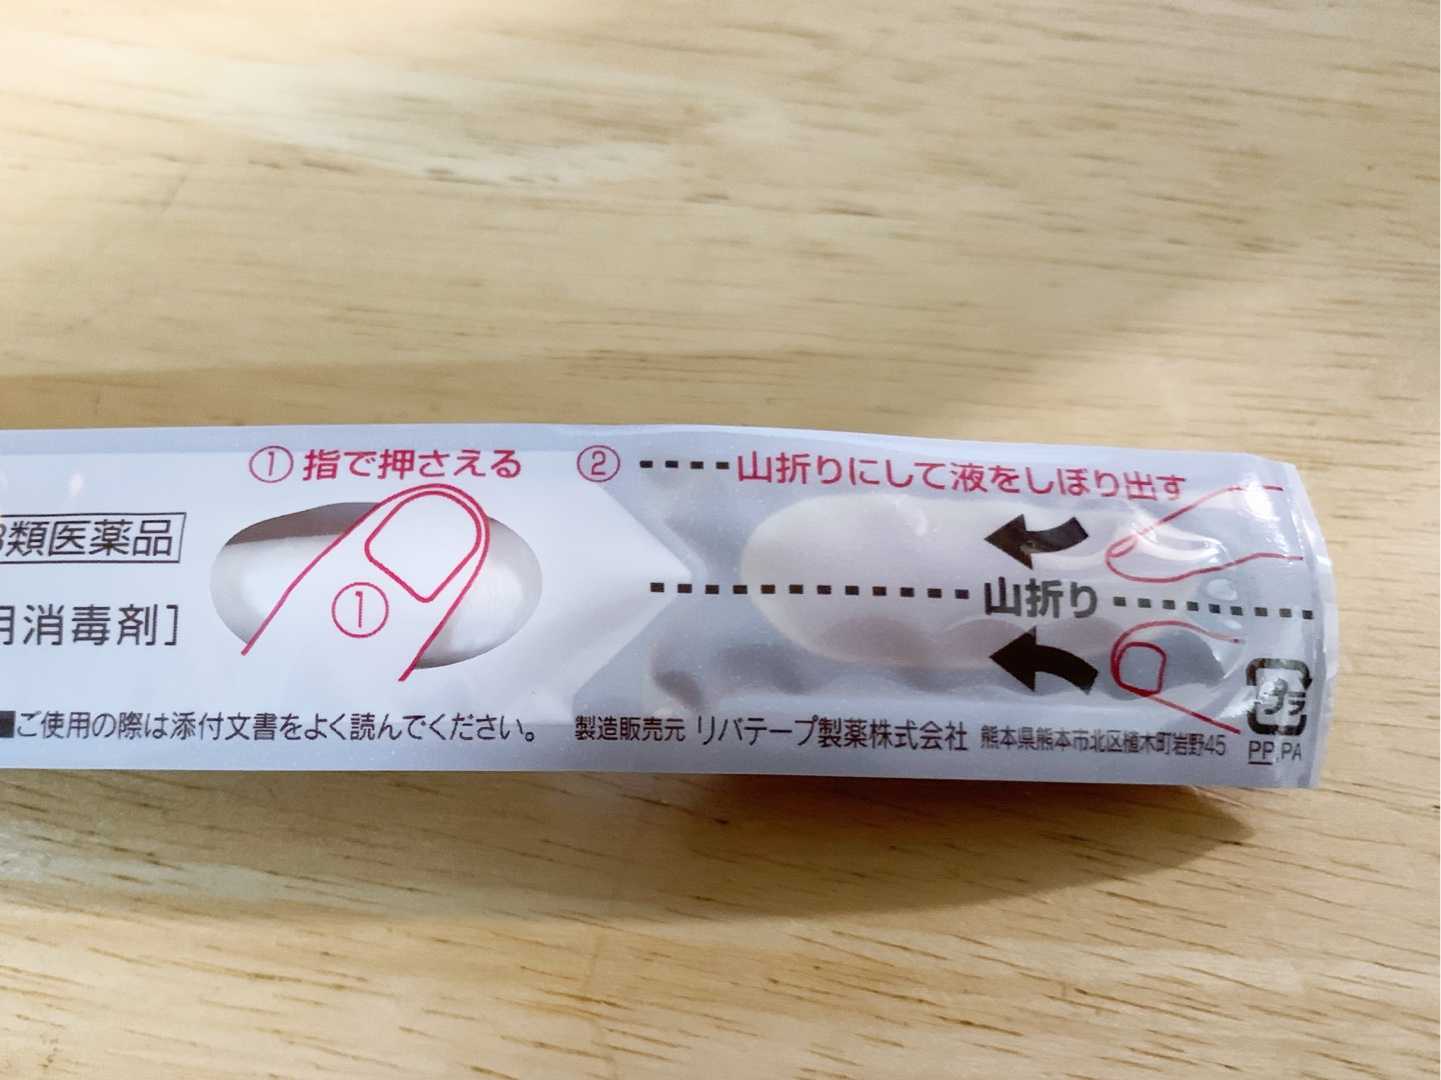 ① 指で押さえる
② ----山折りにして液をしぼり出す
類医薬品
①
山折り
用消毒剤]
■ご使用の際は添付文書をよく読んでください。
製造販売元 リバテープ製薬株式会社 熊本県熊本市北区植木町岩野45
プラ
PP,PA